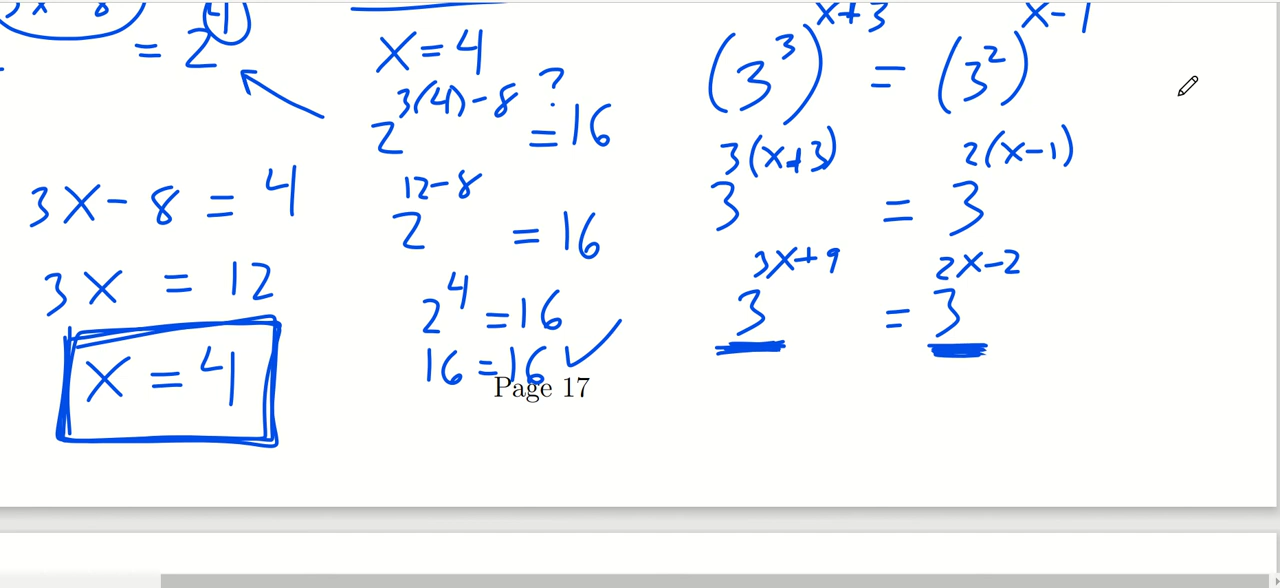 = 2^4
3x - 8 = 4
3x = 12
x = 4
x = 4
2^{3(4)-8} ?= 16
2^{12-8} = 16
2^4 = 16
16 = 16 ✓
(3^3)^{x+3} = (3^2)^{x-1}
3^{3(x+3)} = 3^{2(x-1)}
3^{3x+9} = 3^{2x-2}
Page 17